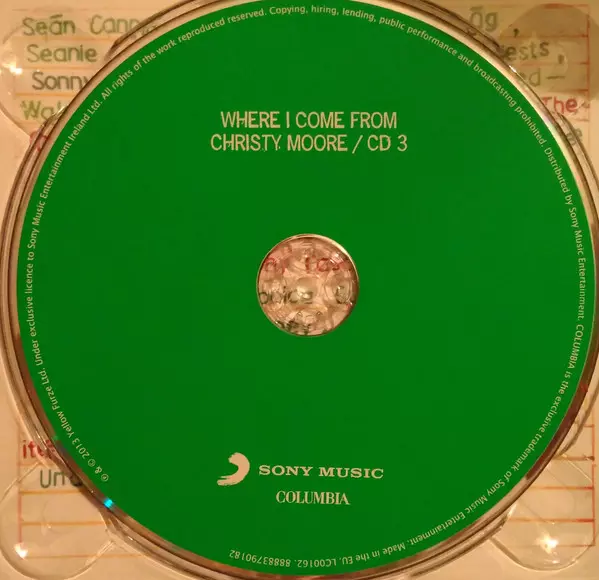 WHERE I COME FROM
CHRISTY MOORE / CD 3
SONY MUSIC
COLUMBIA
℗ & © 2013 Yellow Furze Ltd. Under exclusive licence to Sony Music Entertainment Ireland Ltd. All rights of the work reproduced reserved. Copying, hiring, lending, public performance and broadcasting prohibited. Distributed by Sony Music Entertainment. COLUMBIA is the exclusive trademark of Sony Music Entertainment. Made in the EU. LC00162. 88883790182
Seán
Óg,
Seanie
Sonny
The